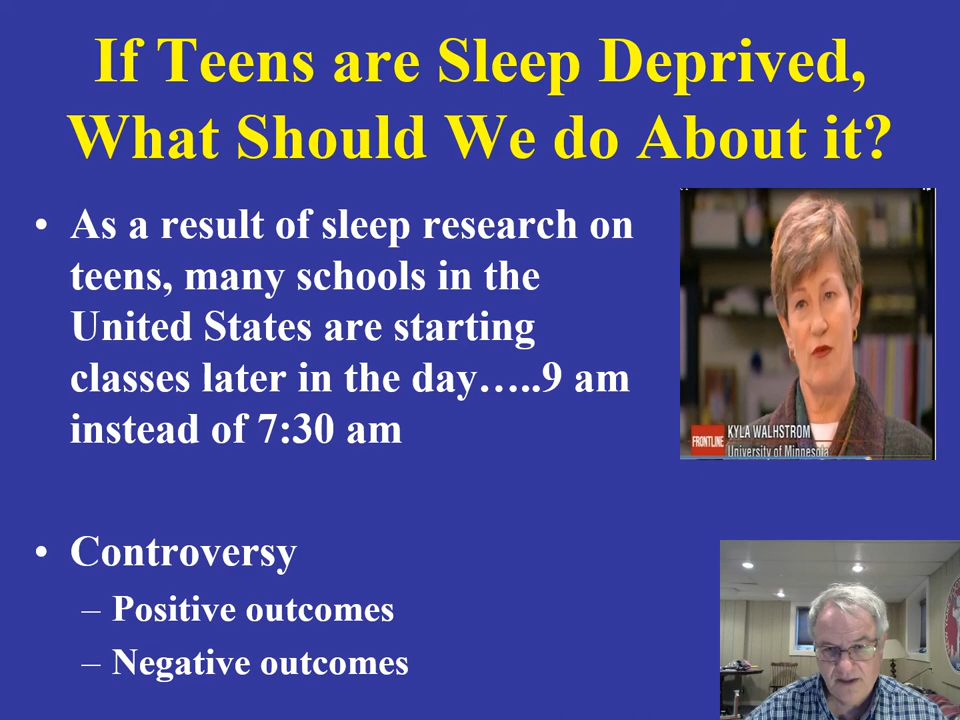 If Teens are Sleep Deprived,
What Should We do About it?
• As a result of sleep research on
teens, many schools in the
United States are starting
classes later in the day…..9 am
instead of 7:30 am
FRONTLINE
KYLA WALHSTROM
University of Minnesota
• Controversy
– Positive outcomes
– Negative outcomes